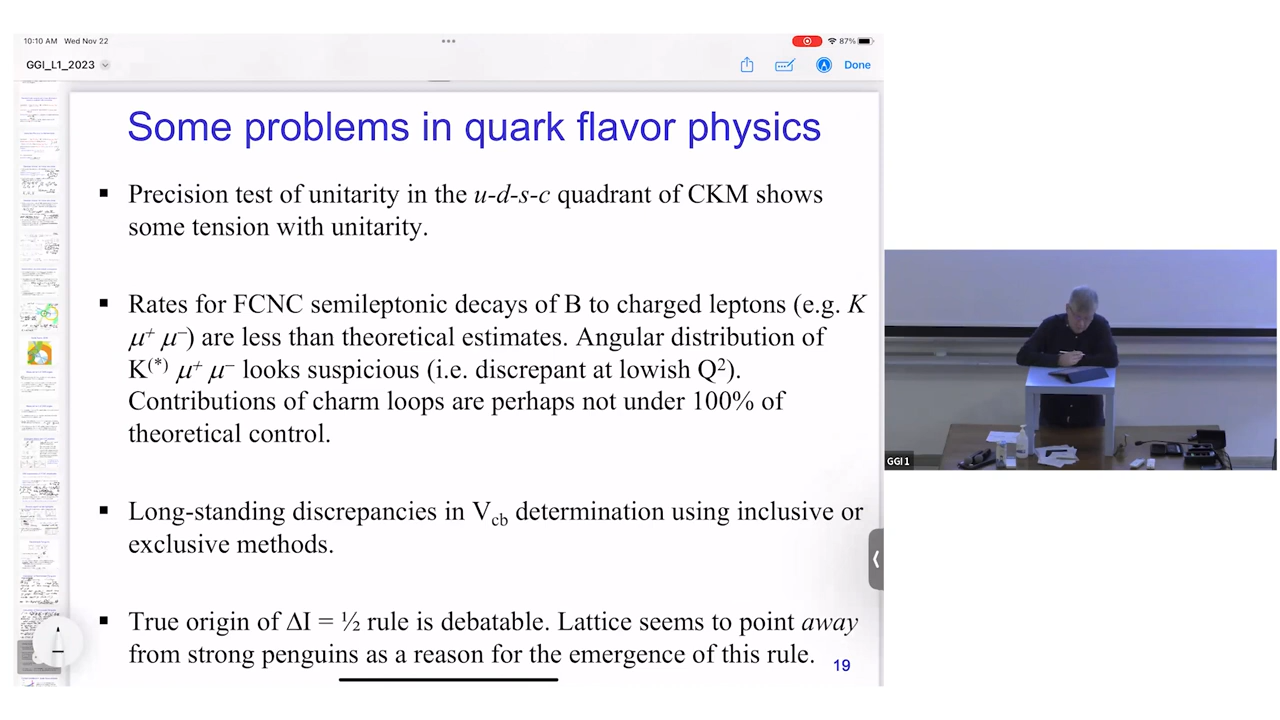 10:10 AM Wed Nov 22
87%
GGI_L1_2023
Done
Some problems in quark flavor physics
▪ Precision test of unitarity in the u-d-s-c quadrant of CKM shows
some tension with unitarity.
▪ Rates for FCNC semileptonic decays of B to charged leptons (e.g. K
μ⁺ μ⁻) are less than theoretical estimates. Angular distribution of
K⁽*⁾ μ⁺ μ⁻ looks suspicious (i.e. discrepant at lowish Q²).
Contributions of charm loops are perhaps not under 100% of
theoretical control.
▪ Long-standing discrepancies in V_cb determination using inclusive or
exclusive methods.
▪ True origin of ΔI = ½ rule is debatable. Lattice seems to point away
from strong penguins as a reason for the emergence of this rule.
19
GGI 1